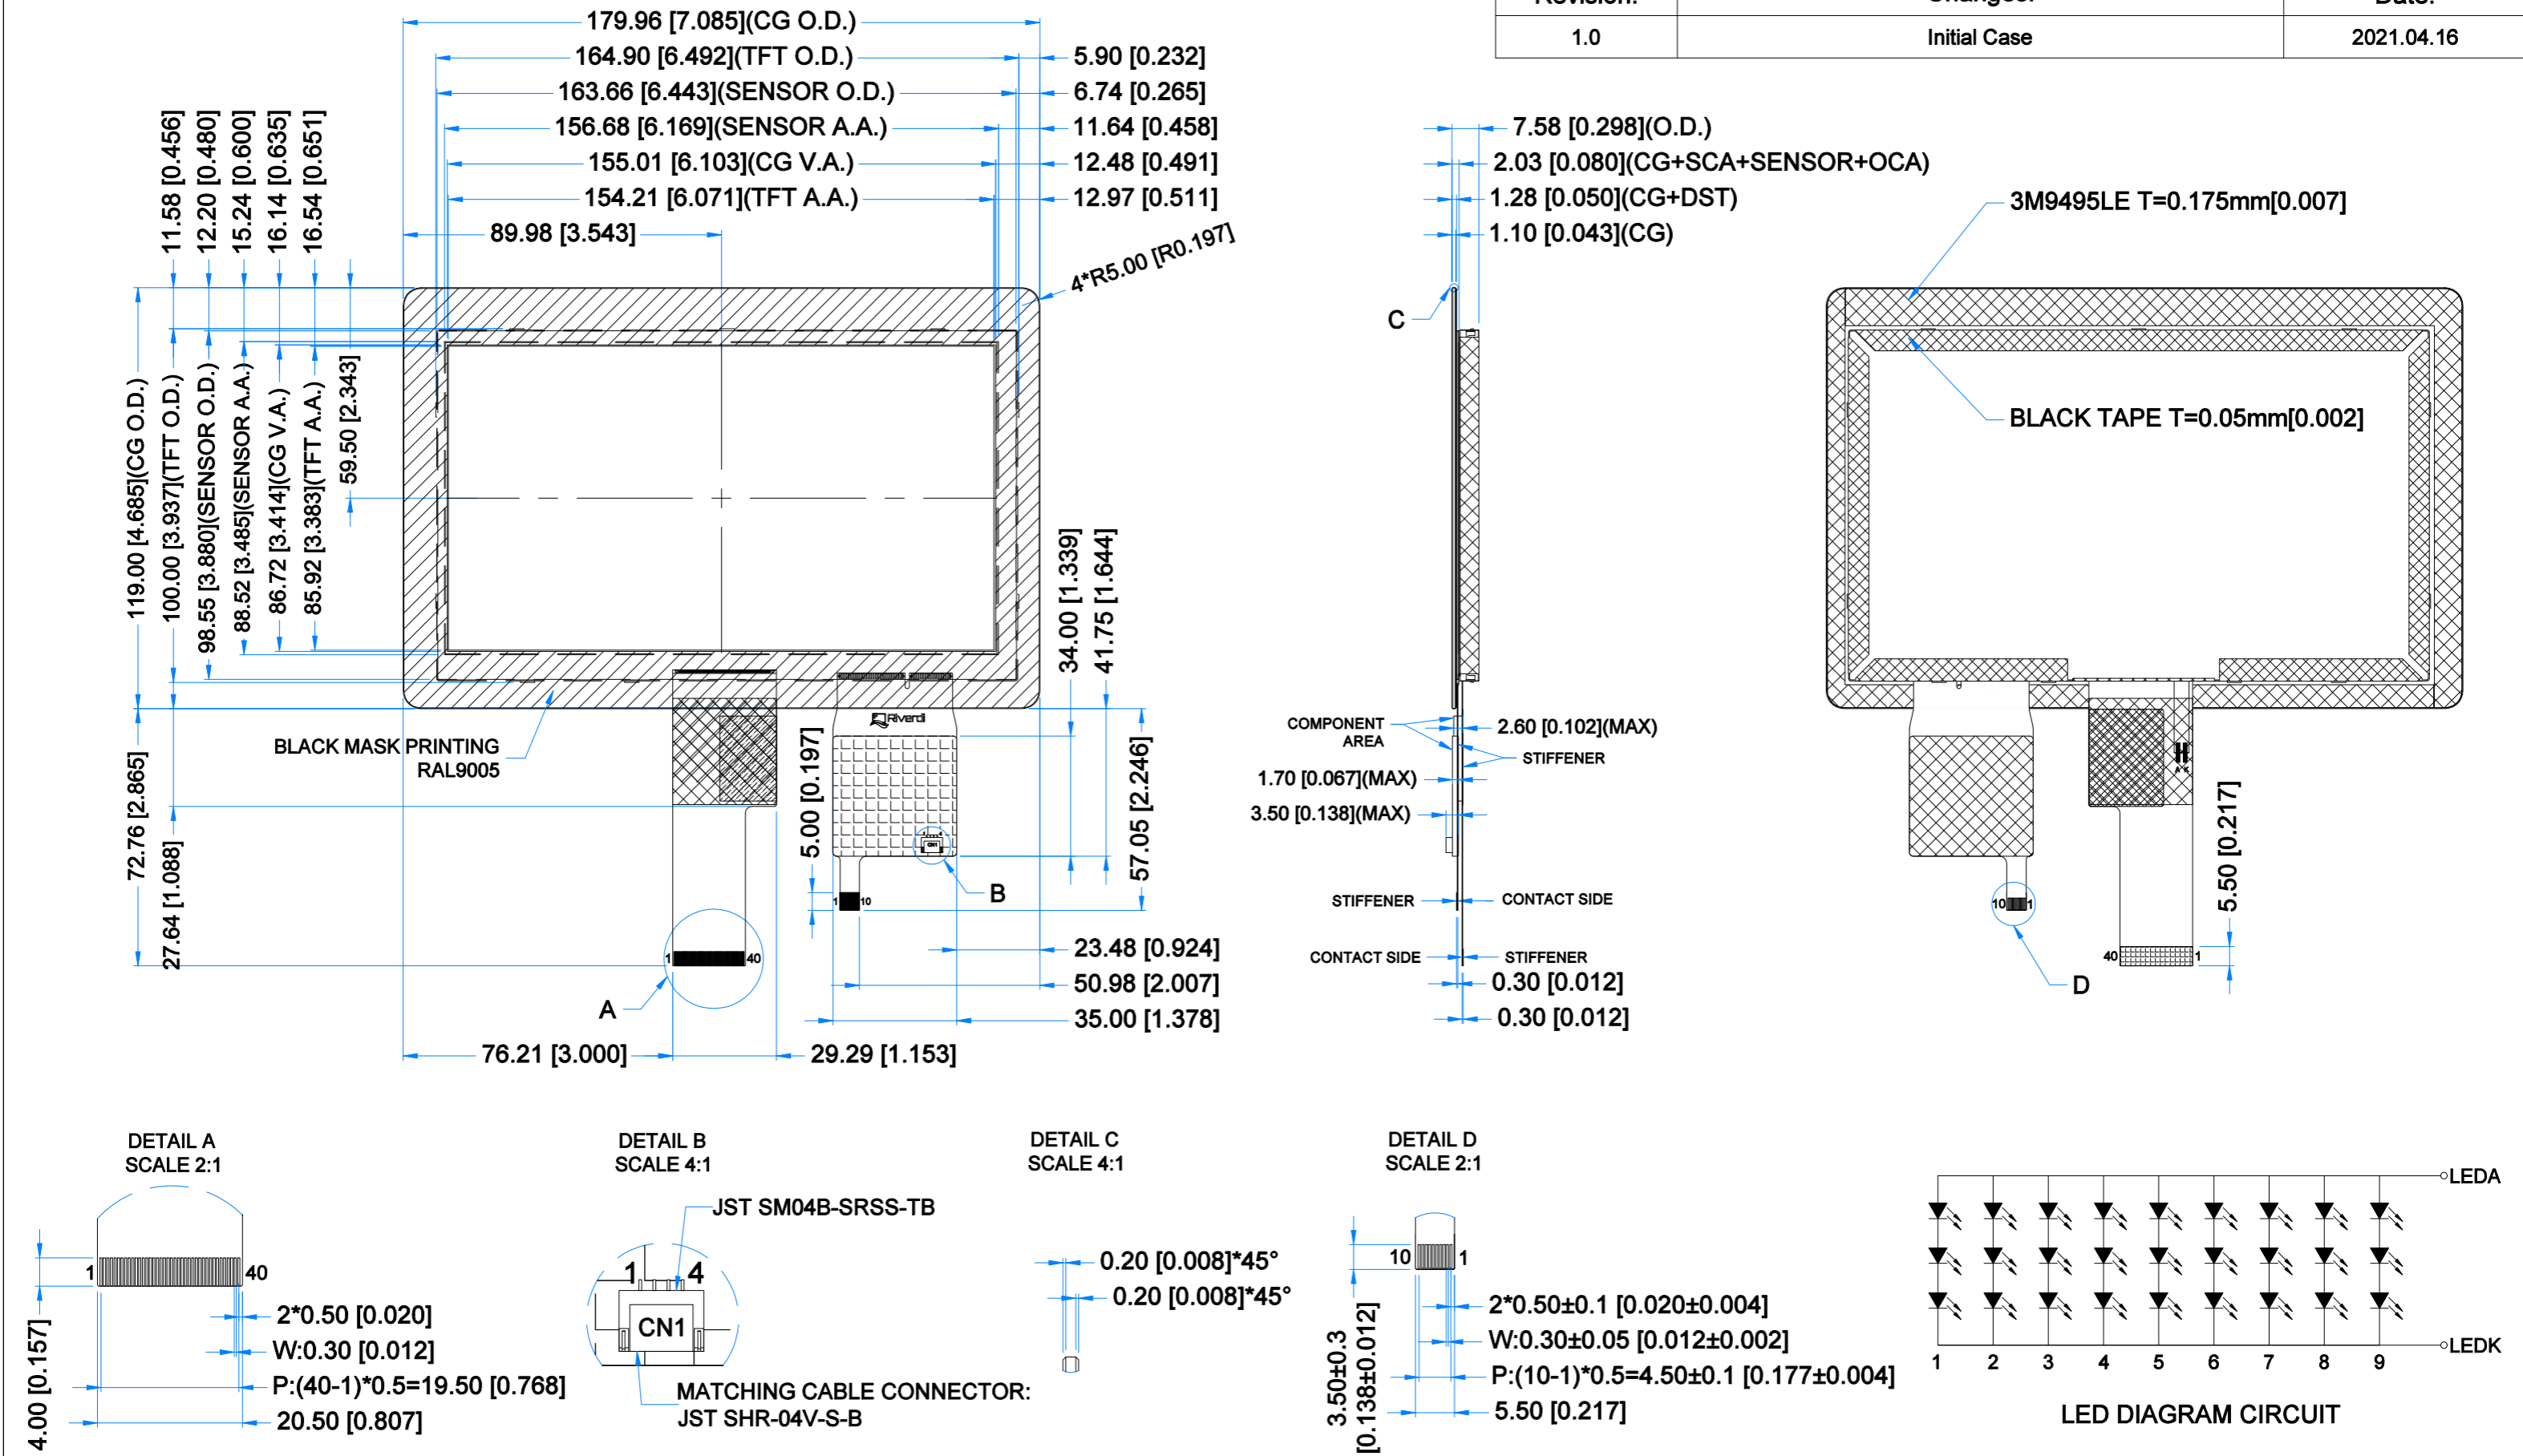 Revision: Changes: Date:
1.0 Initial Case 2021.04.16
179.96 [7.085](CG O.D.)
164.90 [6.492](TFT O.D.) 5.90 [0.232]
163.66 [6.443](SENSOR O.D.) 6.74 [0.265]
156.68 [6.169](SENSOR A.A.) 11.64 [0.458]
155.01 [6.103](CG V.A.) 12.48 [0.491]
154.21 [6.071](TFT A.A.) 12.97 [0.511]
89.98 [3.543]
4*R5.00 [R0.197]
11.58 [0.456]
12.20 [0.480]
15.24 [0.600]
16.14 [0.635]
16.54 [0.651]
119.00 [4.685](CG O.D.)
100.00 [3.937](TFT O.D.)
98.55 [3.880](SENSOR O.D.)
88.52 [3.485](SENSOR A.A.)
86.72 [3.414](CG V.A.)
85.92 [3.383](TFT A.A.)
59.50 [2.343]
34.00 [1.339]
41.75 [1.644]
57.05 [2.246]
5.00 [0.197]
72.76 [2.865]
27.64 [1.088]
BLACK MASK PRINTING
RAL9005
Riverdi
CN1
1 10
B
1 40
A
23.48 [0.924]
50.98 [2.007]
35.00 [1.378]
76.21 [3.000]
29.29 [1.153]
7.58 [0.298](O.D.)
2.03 [0.080](CG+SCA+SENSOR+OCA)
1.28 [0.050](CG+DST)
1.10 [0.043](CG)
C
COMPONENT
AREA
2.60 [0.102](MAX)
STIFFENER
1.70 [0.067](MAX)
3.50 [0.138](MAX)
STIFFENER CONTACT SIDE
CONTACT SIDE STIFFENER
0.30 [0.012]
0.30 [0.012]
3M9495LE T=0.175mm[0.007]
BLACK TAPE T=0.05mm[0.002]
A K
5.50 [0.217]
10 1
40 1
D
DETAIL A
SCALE 2:1
1 40
4.00 [0.157]
2*0.50 [0.020]
W:0.30 [0.012]
P:(40-1)*0.5=19.50 [0.768]
20.50 [0.807]
DETAIL B
SCALE 4:1
JST SM04B-SRSS-TB
1 4
CN1
MATCHING CABLE CONNECTOR:
JST SHR-04V-S-B
DETAIL C
SCALE 4:1
0.20 [0.008]*45°
0.20 [0.008]*45°
DETAIL D
SCALE 2:1
10 1
3.50±0.3
[0.138±0.012]
2*0.50±0.1 [0.020±0.004]
W:0.30±0.05 [0.012±0.002]
P:(10-1)*0.5=4.50±0.1 [0.177±0.004]
5.50 [0.217]
LEDA
LEDK
1 2 3 4 5 6 7 8 9
LED DIAGRAM CIRCUIT